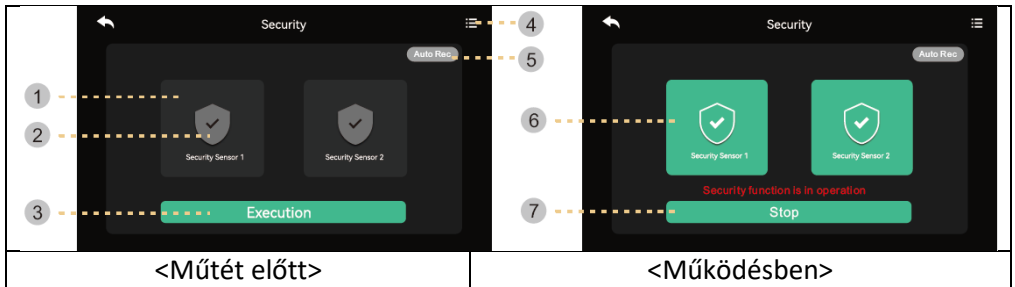 Security
4
Auto Rec
5
1
2
Security Sensor 1
Security Sensor 2
3
Execution
<Műtét előtt>
Security
Auto Rec
6
Security Sensor 1
Security Sensor 2
Security function is in operation
7
Stop
<Működésben>